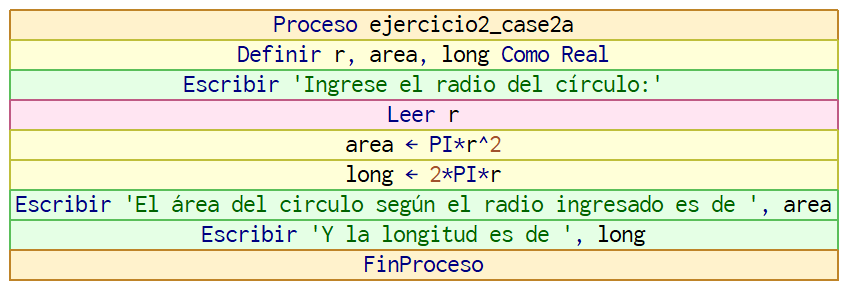 Proceso ejercicio2_case2a
Definir r, area, long Como Real
Escribir 'Ingrese el radio del círculo:'
Leer r
area ← PI*r^2
long ← 2*PI*r
Escribir 'El área del circulo según el radio ingresado es de ', area
Escribir 'Y la longitud es de ', long
FinProceso